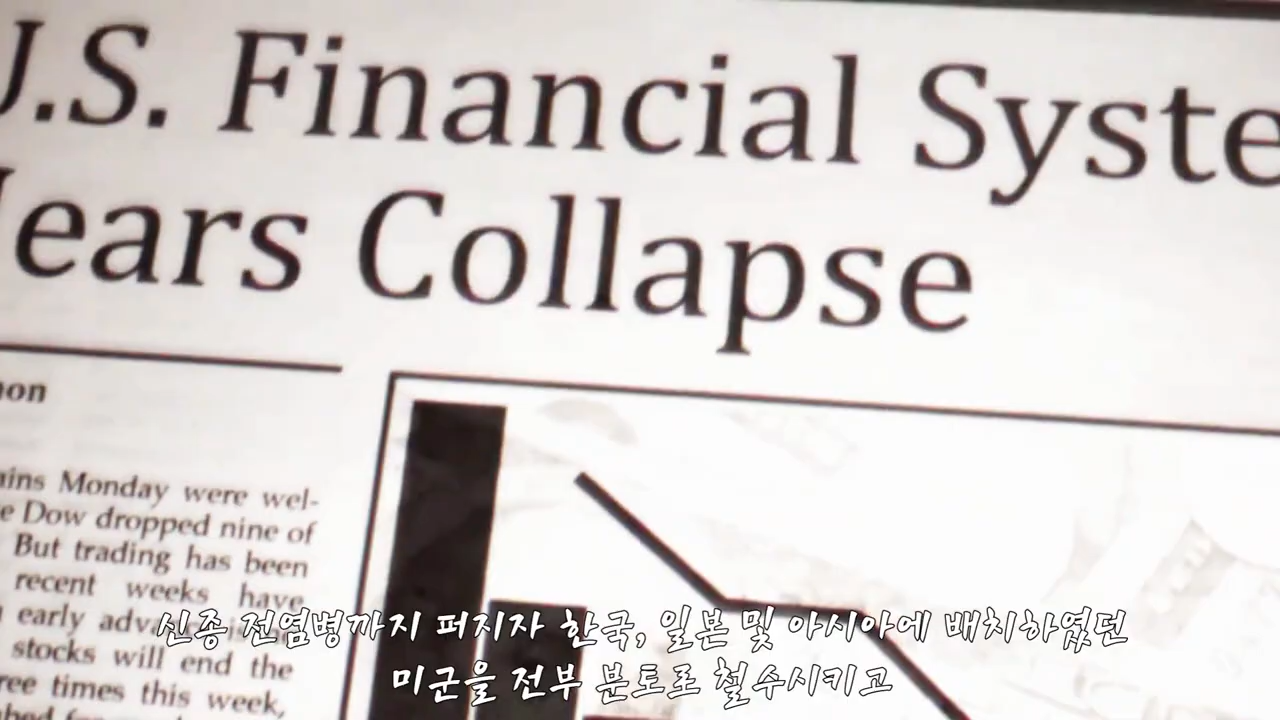 U.S. Financial Syste
Nears Collapse
non
ains Monday were wel-
e Dow dropped nine of
But trading has been
recent weeks have
early adva
stocks will end the
ree times this week,
신종 전염병까지 퍼지자 한국, 일본 및 아시아에 배치하였던
미군을 전부 본토로 철수시키고